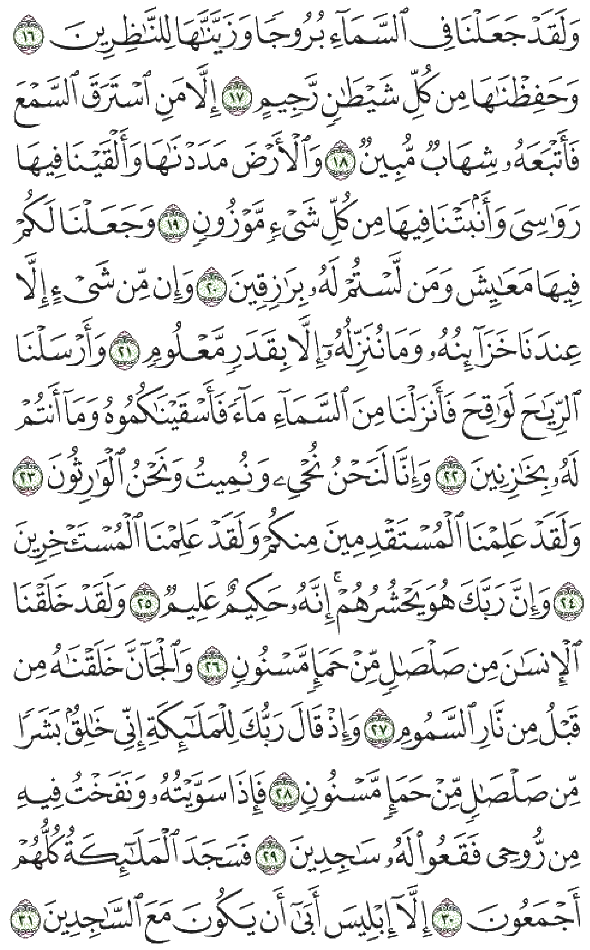 وَلَقَدْ جَعَلْنَا فِي ٱلسَّمَآءِ بُرُوجًا وَزَيَّنَّٰهَا لِلنَّٰظِرِينَ ١٦
وَحَفِظْنَٰهَا مِن كُلِّ شَيْطَٰنٍ رَّجِيمٍ ١٧ إِلَّا مَنِ ٱسْتَرَقَ ٱلسَّمْعَ
فَأَتْبَعَهُۥ شِهَابٌ مُّبِينٌ ١٨ وَٱلْأَرْضَ مَدَدْنَٰهَا وَأَلْقَيْنَا فِيهَا
رَوَٰسِيَ وَأَنۢبَتْنَا فِيهَا مِن كُلِّ شَيْءٍ مَّوْزُونٍ ١٩ وَجَعَلْنَا لَكُمْ
فِيهَا مَعَٰيِشَ وَمَن لَّسْتُمْ لَهُۥ بِرَٰزِقِينَ ٢٠ وَإِن مِّن شَيْءٍ إِلَّا
عِندَنَا خَزَآئِنُهُۥ وَمَا نُنَزِّلُهُۥٓ إِلَّا بِقَدَرٍ مَّعْلُومٍ ٢١ وَأَرْسَلْنَا
ٱلرِّيَٰحَ لَوَٰقِحَ فَأَنزَلْنَا مِنَ ٱلسَّمَآءِ مَآءً فَأَسْقَيْنَٰكُمُوهُ وَمَآ أَنتُمْ
لَهُۥ بِخَٰزِنِينَ ٢٢ وَإِنَّا لَنَحْنُ نُحْيِۦ وَنُمِيتُ وَنَحْنُ ٱلْوَٰرِثُونَ ٢٣
وَلَقَدْ عَلِمْنَا ٱلْمُسْتَقْدِمِينَ مِنكُمْ وَلَقَدْ عَلِمْنَا ٱلْمُسْتَـْٔخِرِينَ
٢٤ وَإِنَّ رَبَّكَ هُوَ يَحْشُرُهُمْ ۚ إِنَّهُۥ حَكِيمٌ عَلِيمٌ ٢٥ وَلَقَدْ خَلَقْنَا
ٱلْإِنسَٰنَ مِن صَلْصَٰلٍ مِّنْ حَمَإٍ مَّسْنُونٍ ٢٦ وَٱلْجَآنَّ خَلَقْنَٰهُ مِن
قَبْلُ مِن نَّارِ ٱلسَّمُومِ ٢٧ وَإِذْ قَالَ رَبُّكَ لِلْمَلَٰٓئِكَةِ إِنِّي خَٰلِقٌۢ بَشَرًا
مِّن صَلْصَٰلٍ مِّنْ حَمَإٍ مَّسْنُونٍ ٢٨ فَإِذَا سَوَّيْتُهُۥ وَنَفَخْتُ فِيهِ
مِن رُّوحِي فَقَعُوا۟ لَهُۥ سَٰجِدِينَ ٢٩ فَسَجَدَ ٱلْمَلَٰٓئِكَةُ كُلُّهُمْ
أَجْمَعُونَ ٣٠ إِلَّآ إِبْلِيسَ أَبَىٰٓ أَن يَكُونَ مَعَ ٱلسَّٰجِدِينَ ٣١